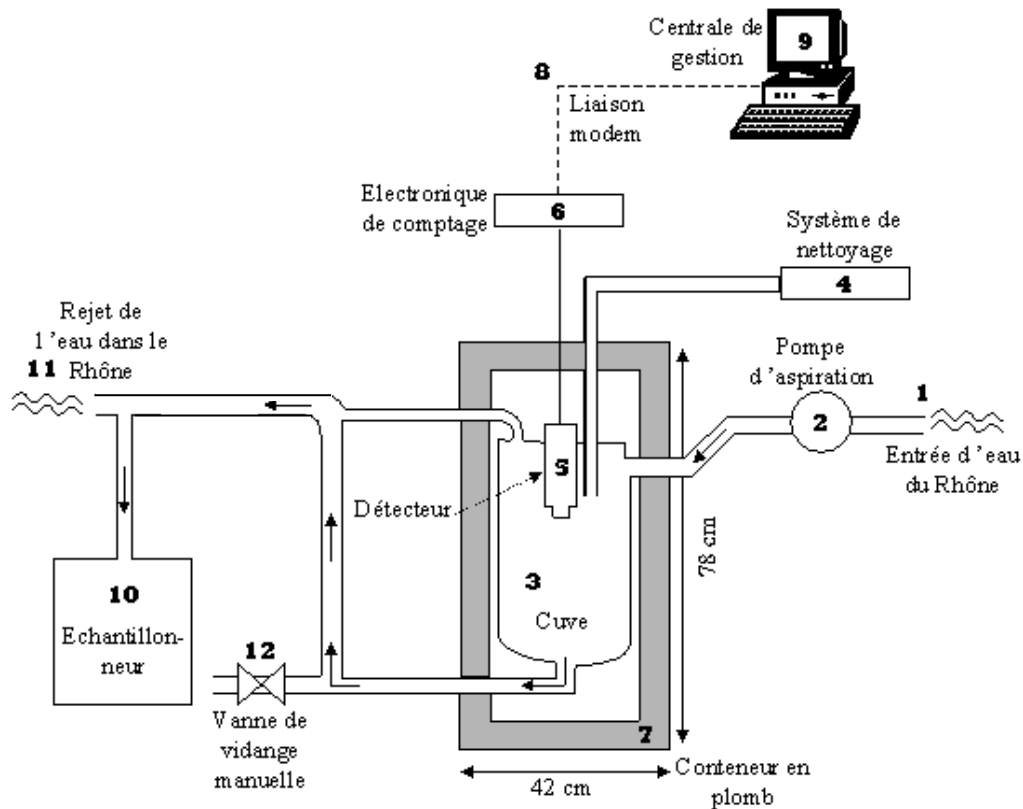 Centrale de
gestion
9
8
Liaison
modem
Electronique
de comptage
6
Système de
nettoyage
4
Rejet de
l 'eau dans le
11 Rhône
Pompe
d 'aspiration
1
2
Entrée d 'eau
du Rhône
5
Détecteur
78 cm
3
Cuve
10
Echantillon-
neur
12
Vanne de
vidange
manuelle
7
42 cm
Conteneur en
plomb